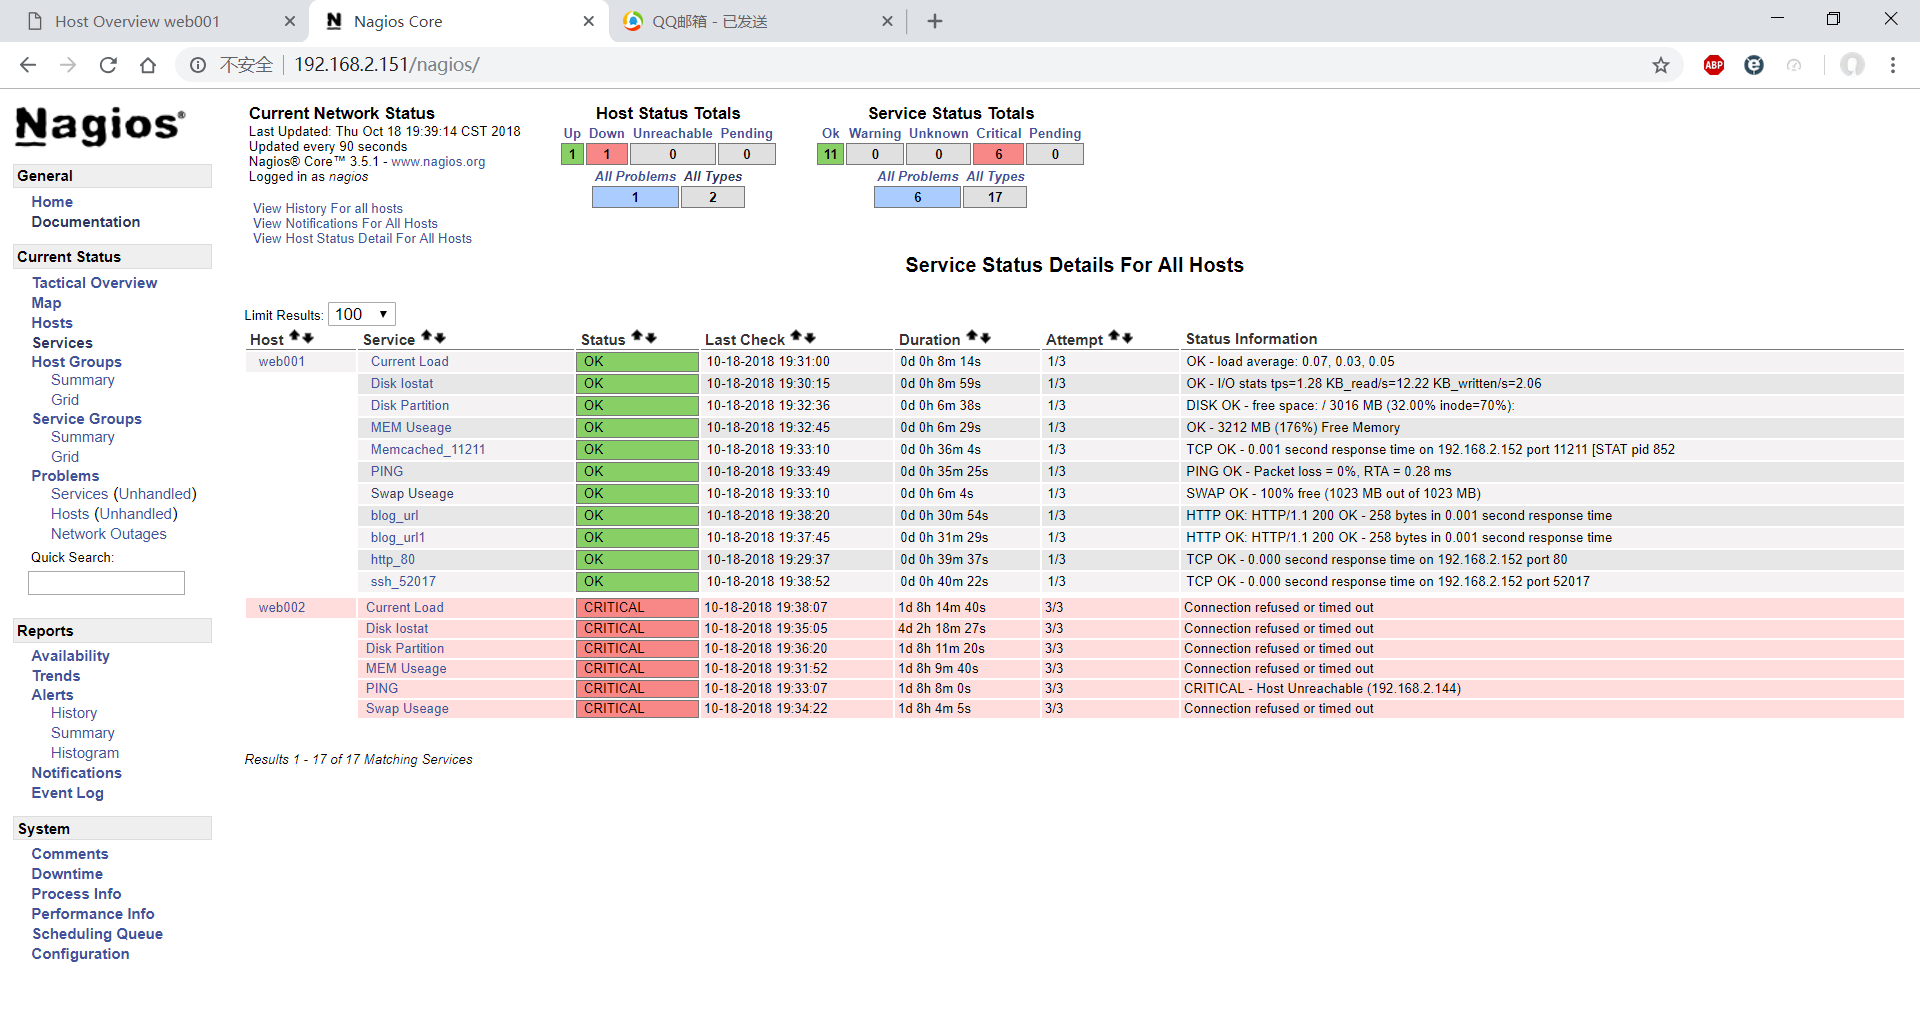 Host Overview web001
Nagios Core
QQ邮箱 - 已发送
不安全 192.168.2.151/nagios/
ABP
Nagios®
General
Home
Documentation
Current Status
Tactical Overview
Map
Hosts
Services
Host Groups
Summary
Grid
Service Groups
Summary
Grid
Problems
Services (Unhandled)
Hosts (Unhandled)
Network Outages
Quick Search:
Reports
Availability
Trends
Alerts
History
Summary
Histogram
Notifications
Event Log
System
Comments
Downtime
Process Info
Performance Info
Scheduling Queue
Configuration
Current Network Status
Last Updated: Thu Oct 18 19:39:14 CST 2018
Updated every 90 seconds
Nagios® Core™ 3.5.1 - www.nagios.org
Logged in as nagios
View History For all hosts
View Notifications For All Hosts
View Host Status Detail For All Hosts
Host Status Totals
Up Down Unreachable Pending
1 1 0 0
All Problems All Types
1 2
Service Status Totals
Ok Warning Unknown Critical Pending
11 0 0 6 0
All Problems All Types
6 17
Service Status Details For All Hosts
Limit Results: 100
Host Service Status Last Check Duration Attempt Status Information
web001 Current Load OK 10-18-2018 19:31:00 0d 0h 8m 14s 1/3 OK - load average: 0.07, 0.03, 0.05
Disk Iostat OK 10-18-2018 19:30:15 0d 0h 8m 59s 1/3 OK - I/O stats tps=1.28 KB_read/s=12.22 KB_written/s=2.06
Disk Partition OK 10-18-2018 19:32:36 0d 0h 6m 38s 1/3 DISK OK - free space: / 3016 MB (32.00% inode=70%):
MEM Useage OK 10-18-2018 19:32:45 0d 0h 6m 29s 1/3 OK - 3212 MB (176%) Free Memory
Memcached_11211 OK 10-18-2018 19:33:10 0d 0h 36m 4s 1/3 TCP OK - 0.001 second response time on 192.168.2.152 port 11211 [STAT pid 852
PING OK 10-18-2018 19:33:49 0d 0h 35m 25s 1/3 PING OK - Packet loss = 0%, RTA = 0.28 ms
Swap Useage OK 10-18-2018 19:33:10 0d 0h 6m 4s 1/3 SWAP OK - 100% free (1023 MB out of 1023 MB)
blog_url OK 10-18-2018 19:38:20 0d 0h 30m 54s 1/3 HTTP OK: HTTP/1.1 200 OK - 258 bytes in 0.001 second response time
blog_url1 OK 10-18-2018 19:37:45 0d 0h 31m 29s 1/3 HTTP OK: HTTP/1.1 200 OK - 258 bytes in 0.001 second response time
http_80 OK 10-18-2018 19:29:37 0d 0h 39m 37s 1/3 TCP OK - 0.000 second response time on 192.168.2.152 port 80
ssh_52017 OK 10-18-2018 19:38:52 0d 0h 40m 22s 1/3 TCP OK - 0.000 second response time on 192.168.2.152 port 52017
web002 Current Load CRITICAL 10-18-2018 19:38:07 1d 8h 14m 40s 3/3 Connection refused or timed out
Disk Iostat CRITICAL 10-18-2018 19:35:05 4d 2h 18m 27s 3/3 Connection refused or timed out
Disk Partition CRITICAL 10-18-2018 19:36:20 1d 8h 11m 20s 3/3 Connection refused or timed out
MEM Useage CRITICAL 10-18-2018 19:31:52 1d 8h 9m 40s 3/3 Connection refused or timed out
PING CRITICAL 10-18-2018 19:33:07 1d 8h 8m 0s 3/3 CRITICAL - Host Unreachable (192.168.2.144)
Swap Useage CRITICAL 10-18-2018 19:34:22 1d 8h 4m 5s 3/3 Connection refused or timed out
Results 1 - 17 of 17 Matching Services